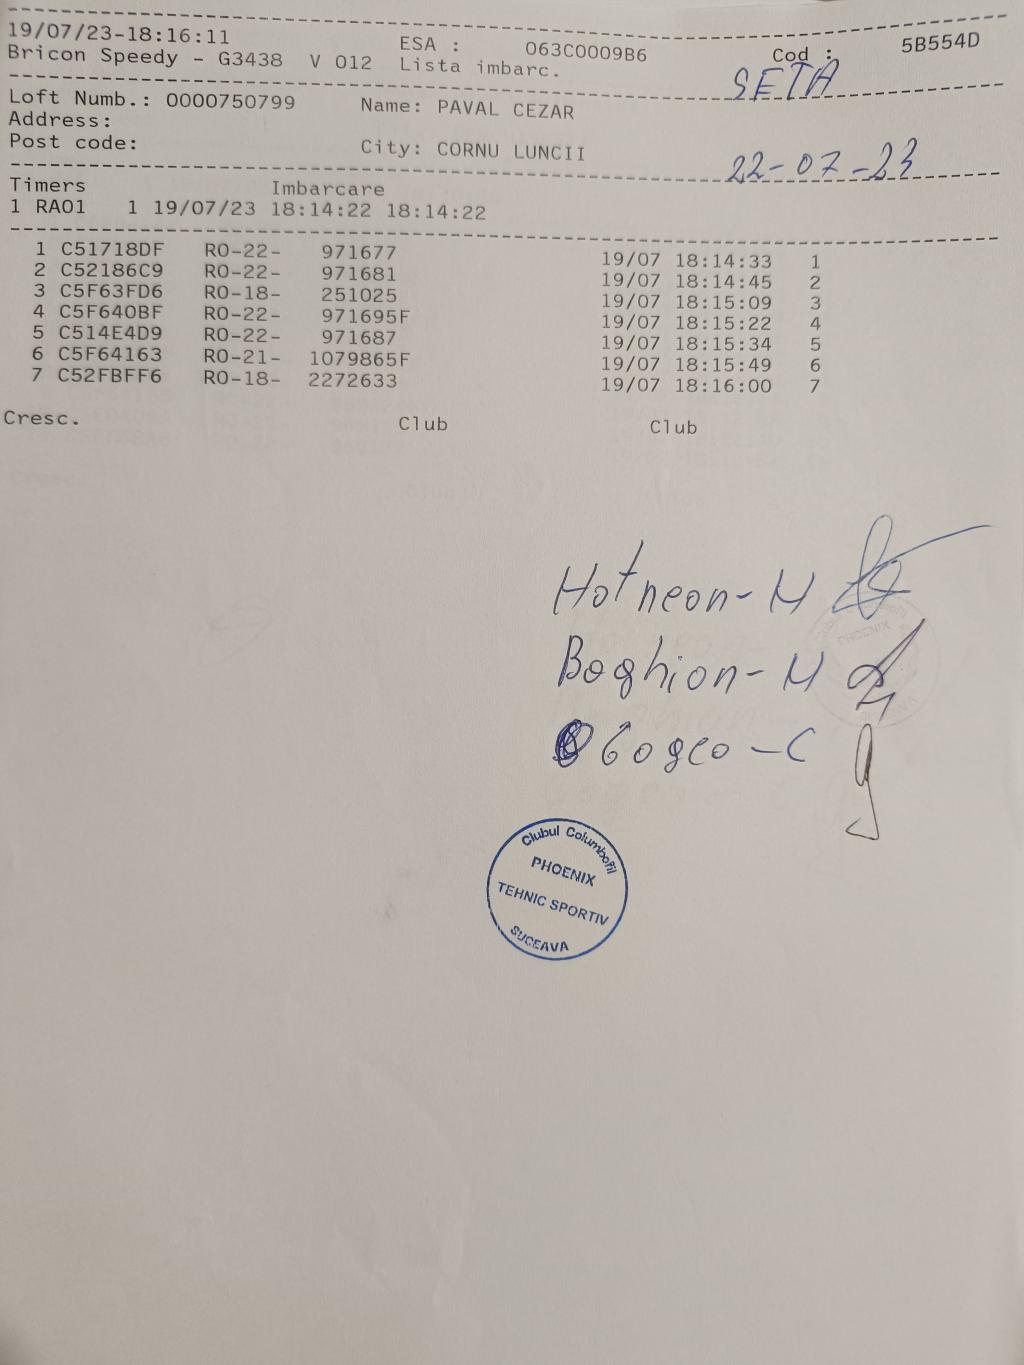 19/07/23-18:16:11 ESA : 063C0009B6 Cod : 5B554D
Bricon Speedy - G3438 V 012 Lista imbarc.
SETA
Loft Numb.: 0000750799 Name: PAVAL CEZAR
Address:
Post code: City: CORNU LUNCII
22-07-23
Timers Imbarcare
1 RA01 1 19/07/23 18:14:22 18:14:22
1 C51718DF RO-22- 971677 19/07 18:14:33 1
2 C52186C9 RO-22- 971681 19/07 18:14:45 2
3 C5F63FD6 RO-18- 251025 19/07 18:15:09 3
4 C5F640BF RO-22- 971695F 19/07 18:15:22 4
5 C514E4D9 RO-22- 971687 19/07 18:15:34 5
6 C5F64163 RO-21- 1079865F 19/07 18:15:49 6
7 C52FBFF6 RO-18- 2272633 19/07 18:16:00 7
Cresc. Club Club
Hotneon-M
Boghion-M
Clubul Columbofil
PHOENIX
TEHNIC SPORTIV
SUCEAVA